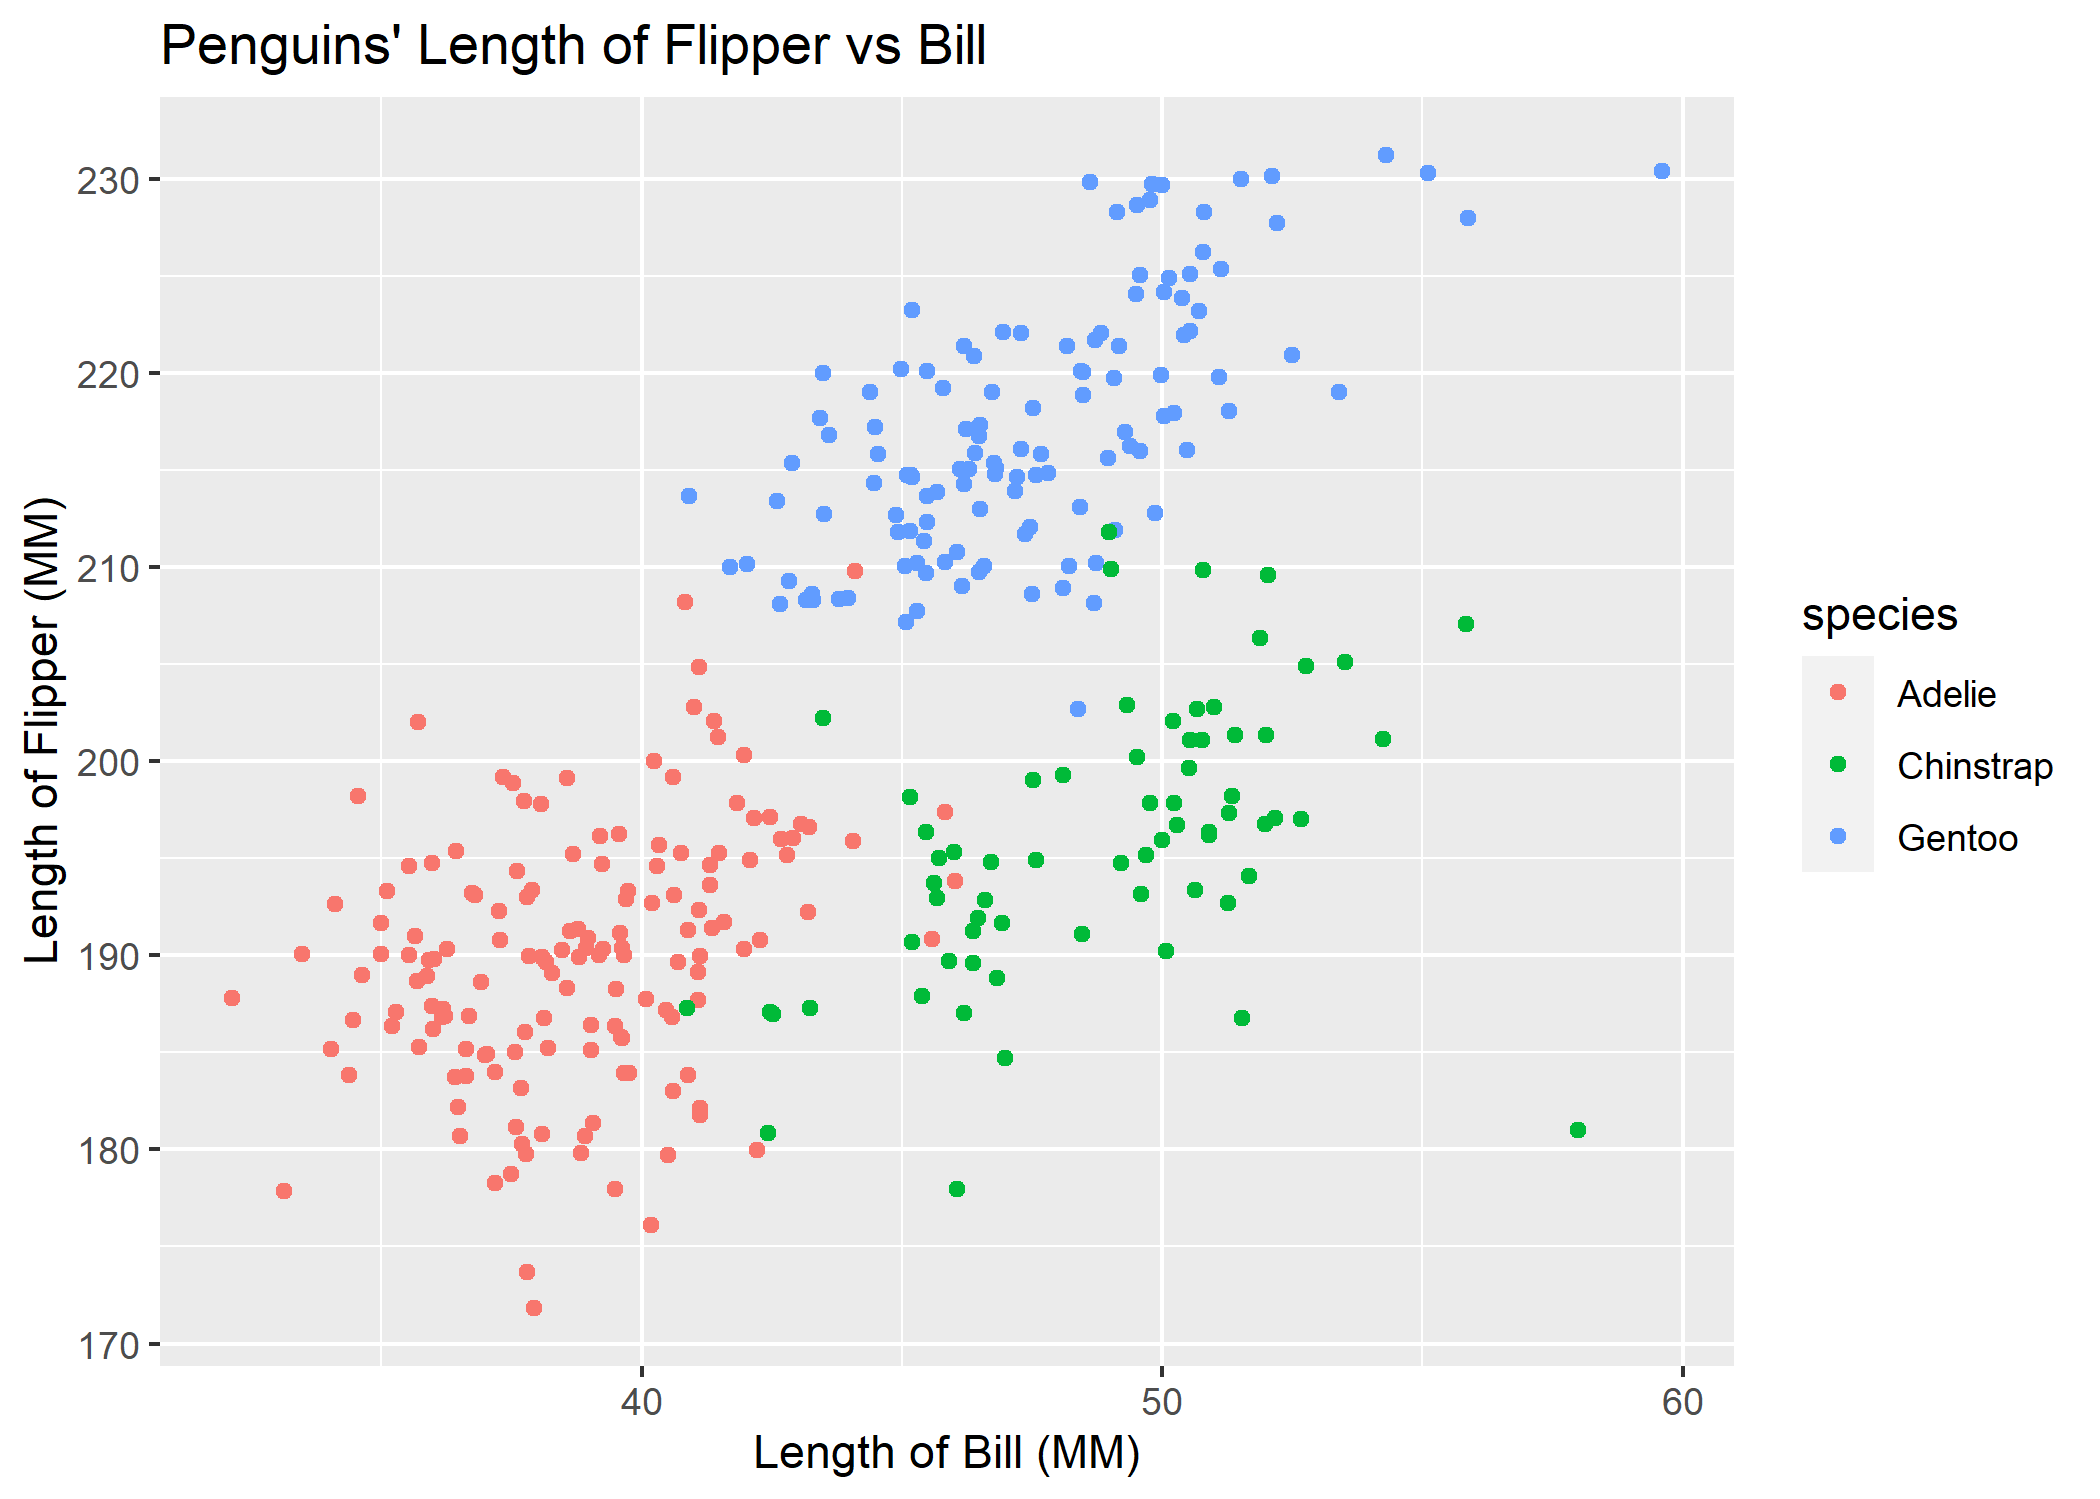 Penguins' Length of Flipper vs Bill
230
220
210
200
190
180
170
Length of Flipper (MM)
40 50 60
Length of Bill (MM)
species
Adelie
Chinstrap
Gentoo